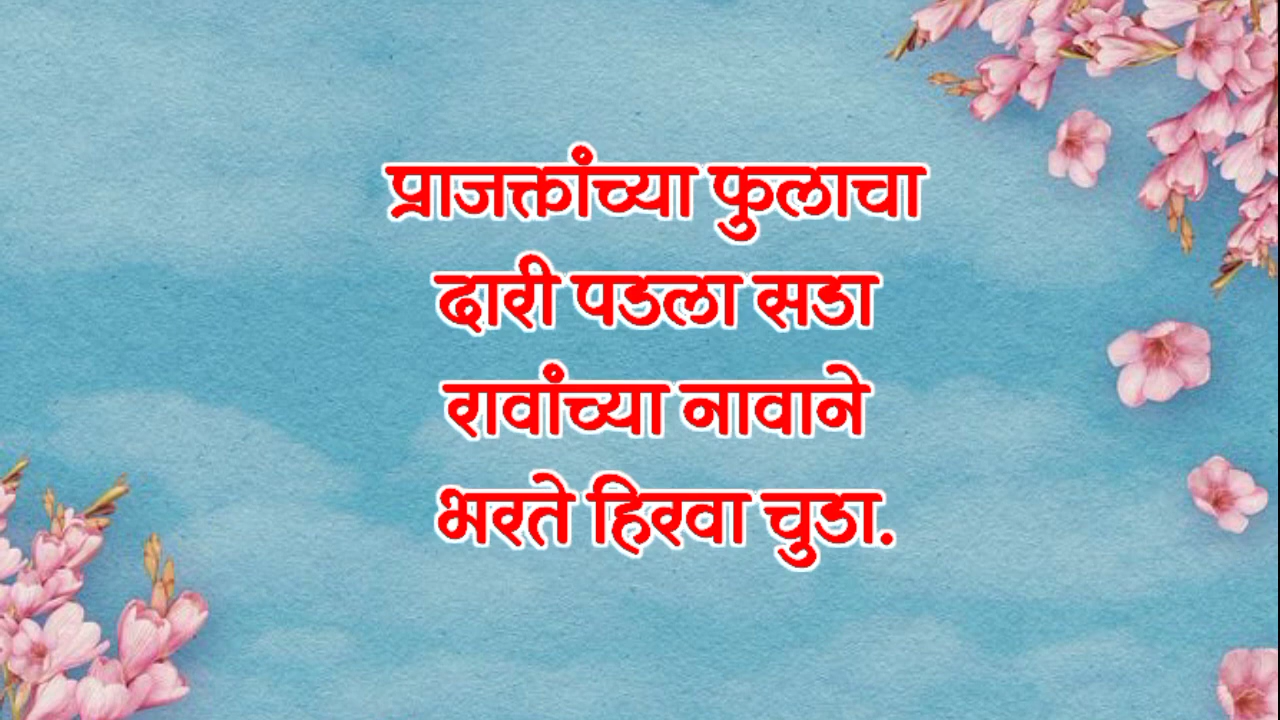 प्राजक्तांच्या फुलाचा
दारी पडला सडा
रावांच्या नावाने
भरते हिरवा चुडा.